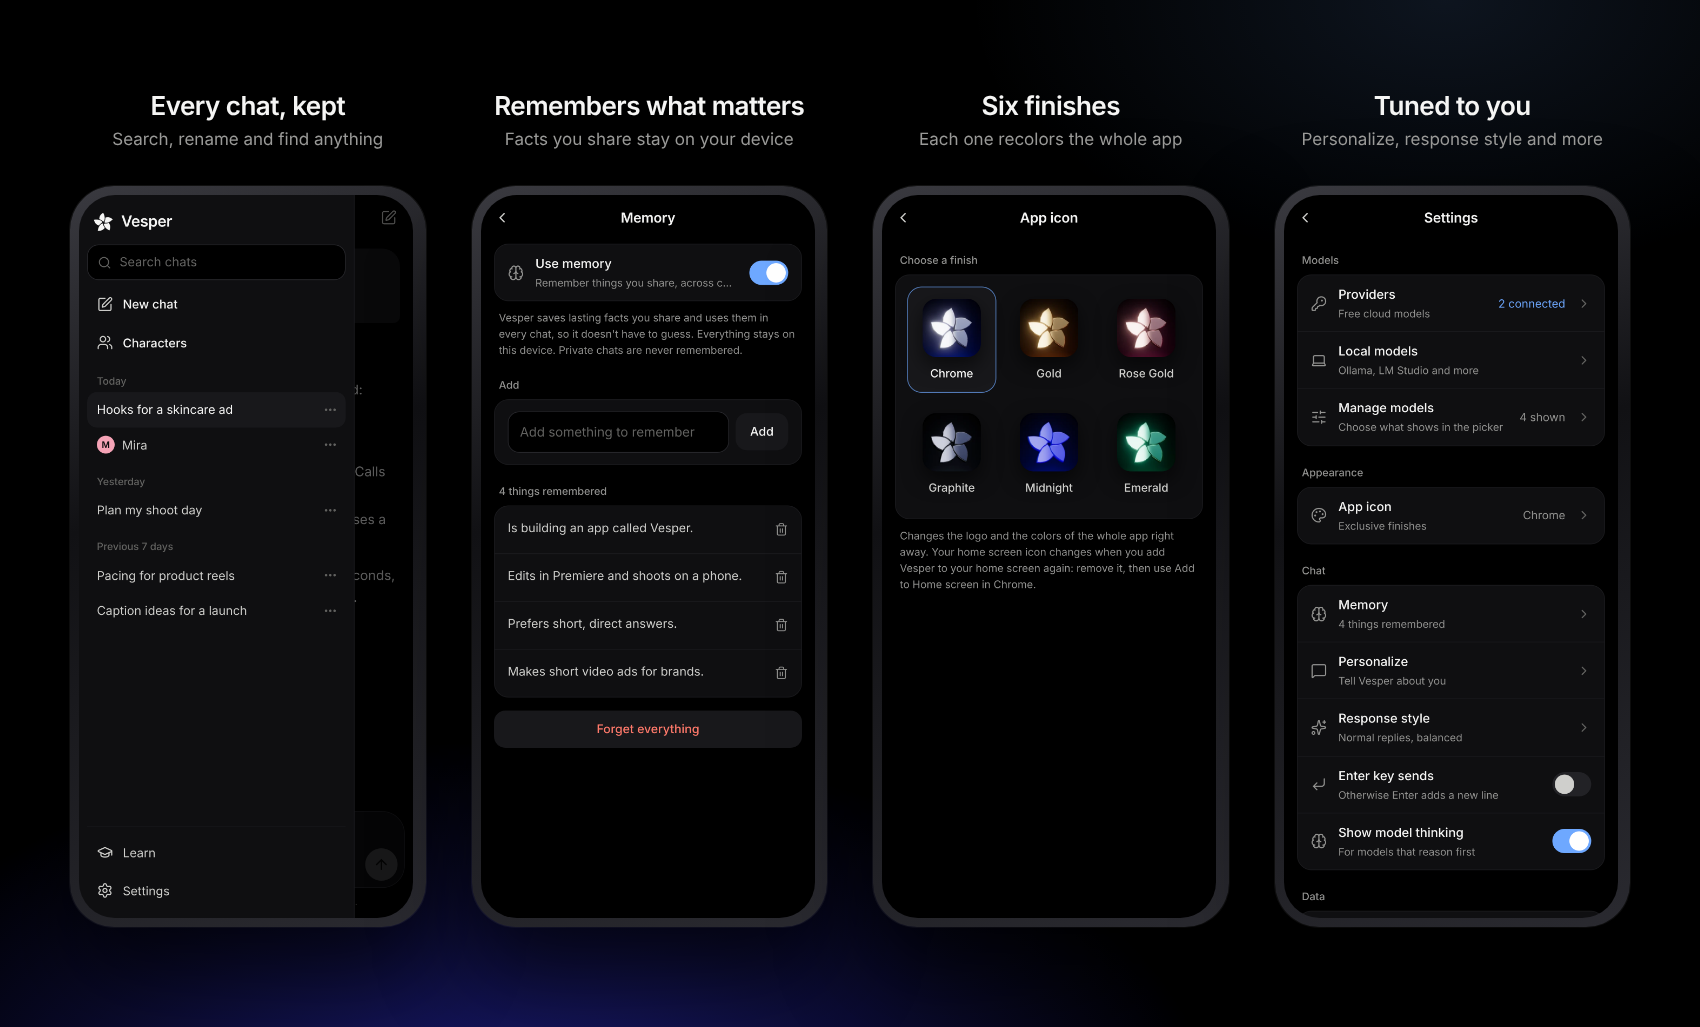 Every chat, kept
Search, rename and find anything
Vesper
Search chats
New chat
Characters
Today
Hooks for a skincare ad
M
Mira
Yesterday
Plan my shoot day
Previous 7 days
Pacing for product reels
Caption ideas for a launch
Learn
Settings
d:
Calls
ses a
conds,
Remembers what matters
Facts you share stay on your device
Memory
Use memory
Remember things you share, across c...
Vesper saves lasting facts you share and uses them in
every chat, so it doesn't have to guess. Everything stays on
this device. Private chats are never remembered.
Add
Add something to remember
Add
4 things remembered
Is building an app called Vesper.
Edits in Premiere and shoots on a phone.
Prefers short, direct answers.
Makes short video ads for brands.
Forget everything
Six finishes
Each one recolors the whole app
App icon
Choose a finish
Chrome
Gold
Rose Gold
Graphite
Midnight
Emerald
Changes the logo and the colors of the whole app right
away. Your home screen icon changes when you add
Vesper to your home screen again: remove it, then use Add
to Home screen in Chrome.
Tuned to you
Personalize, response style and more
Settings
Models
Providers
Free cloud models
2 connected
Local models
Ollama, LM Studio and more
Manage models
Choose what shows in the picker
4 shown
Appearance
App icon
Exclusive finishes
Chrome
Chat
Memory
4 things remembered
Personalize
Tell Vesper about you
Response style
Normal replies, balanced
Enter key sends
Otherwise Enter adds a new line
Show model thinking
For models that reason first
Data